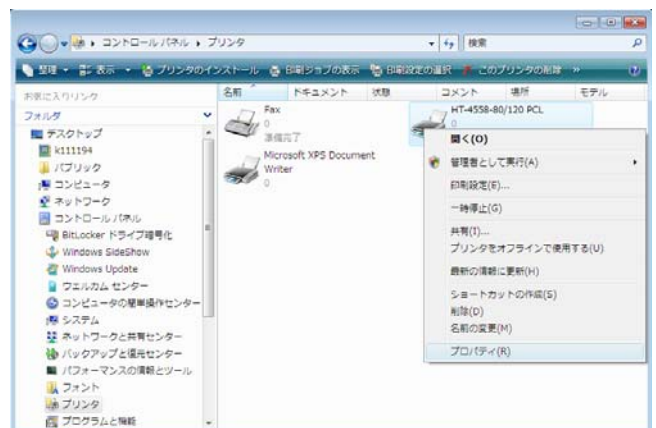 コントロール パネル ▸ プリンタ
検索
整理 表示 プリンタのインストール 印刷ジョブの表示 印刷設定の選択 このプリンタの削除 »
お気に入りリンク
フォルダ
デスクトップ
k111194
パブリック
コンピュータ
ネットワーク
コントロール パネル
BitLocker ドライブ暗号化
Windows SideShow
Windows Update
ウェルカム センター
コンピュータの簡単操作センター
システム
ネットワークと共有センター
バックアップと復元センター
パフォーマンスの情報とツール
フォント
プリンタ
プログラムと機能
名前 ドキュメント 状態 コメント 場所 モデル
Fax
0
準備完了
Microsoft XPS Document
Writer
0
HT-4558-80/120 PCL
0
開く(O)
管理者として実行(A)
印刷設定(E)...
一時停止(G)
共有(I)...
プリンタをオフラインで使用する(U)
最新の情報に更新(H)
ショートカットの作成(S)
削除(D)
名前の変更(M)
プロパティ(R)